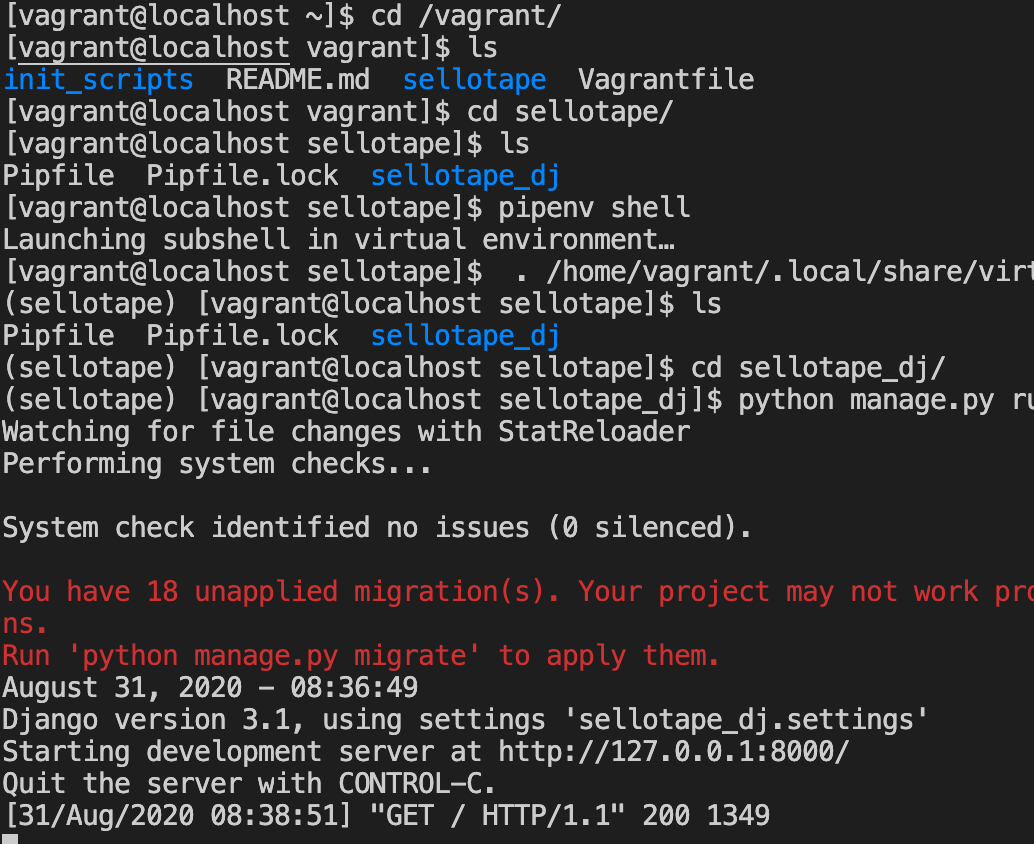 [vagrant@localhost ~]$ cd /vagrant/
[vagrant@localhost vagrant]$ ls
init_scripts  README.md  sellotape  Vagrantfile
[vagrant@localhost vagrant]$ cd sellotape/
[vagrant@localhost sellotape]$ ls
Pipfile  Pipfile.lock  sellotape_dj
[vagrant@localhost sellotape]$ pipenv shell
Launching subshell in virtual environment…
[vagrant@localhost sellotape]$  . /home/vagrant/.local/share/virt
(sellotape) [vagrant@localhost sellotape]$ ls
Pipfile  Pipfile.lock  sellotape_dj
(sellotape) [vagrant@localhost sellotape]$ cd sellotape_dj/
(sellotape) [vagrant@localhost sellotape_dj]$ python manage.py ru
Watching for file changes with StatReloader
Performing system checks...
System check identified no issues (0 silenced).
You have 18 unapplied migration(s). Your project may not work pro
ns.
Run 'python manage.py migrate' to apply them.
August 31, 2020 - 08:36:49
Django version 3.1, using settings 'sellotape_dj.settings'
Starting development server at http://127.0.0.1:8000/
Quit the server with CONTROL-C.
[31/Aug/2020 08:38:51] "GET / HTTP/1.1" 200 1349